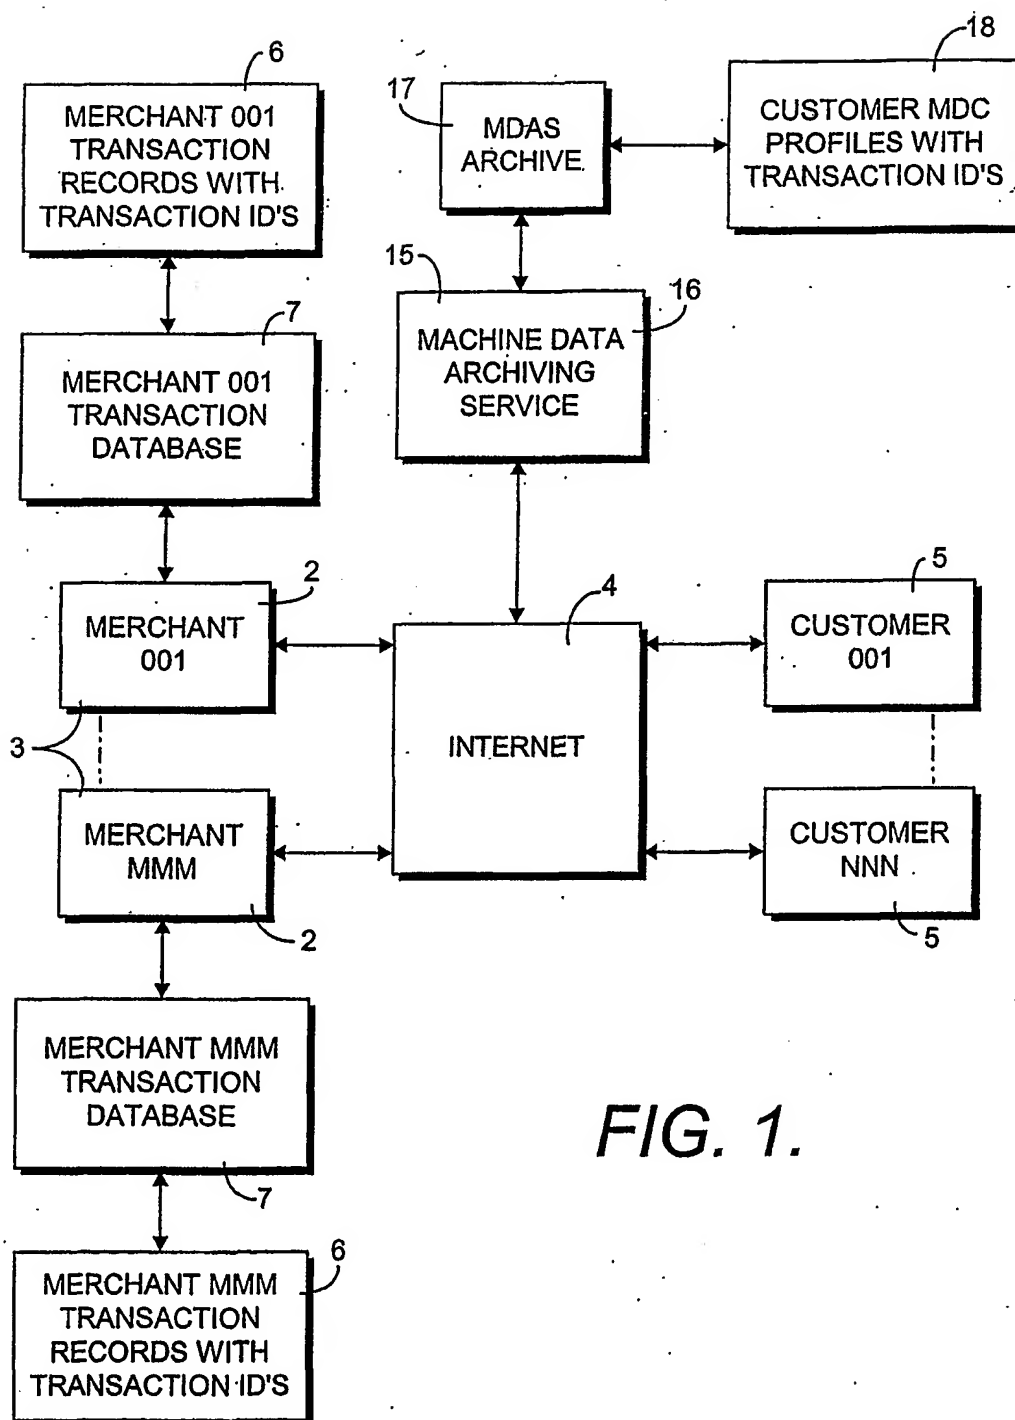 6
MERCHANT 001
TRANSACTION
RECORDS WITH
TRANSACTION ID'S
17
MDAS
ARCHIVE
18
CUSTOMER MDC
PROFILES WITH
TRANSACTION ID'S
7
MERCHANT 001
TRANSACTION
DATABASE
15
16
MACHINE DATA
ARCHIVING
SERVICE
2
MERCHANT
001
4
INTERNET
5
CUSTOMER
001
3
MERCHANT
MMM
2
CUSTOMER
NNN
5
MERCHANT MMM
TRANSACTION
DATABASE
7
6
MERCHANT MMM
TRANSACTION
RECORDS WITH
TRANSACTION ID'S
FIG. 1.